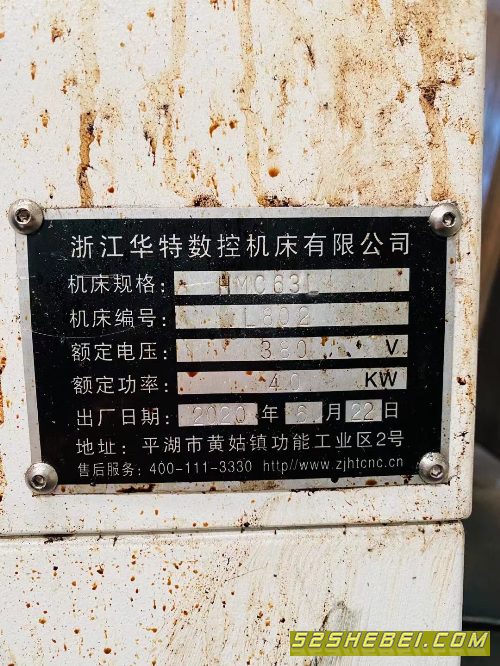 浙江华特数控机床有限公司
机床规格: HMC63L
机床编号: L802
额定电压: 380 V
额定功率: 40 KW
出厂日期: 2020 年 6 月 22 日
地址: 平湖市黄姑镇功能工业区2号
售后服务: 400-111-3330 http//www.zjhtcnc.cn
52SHEBEI.COM